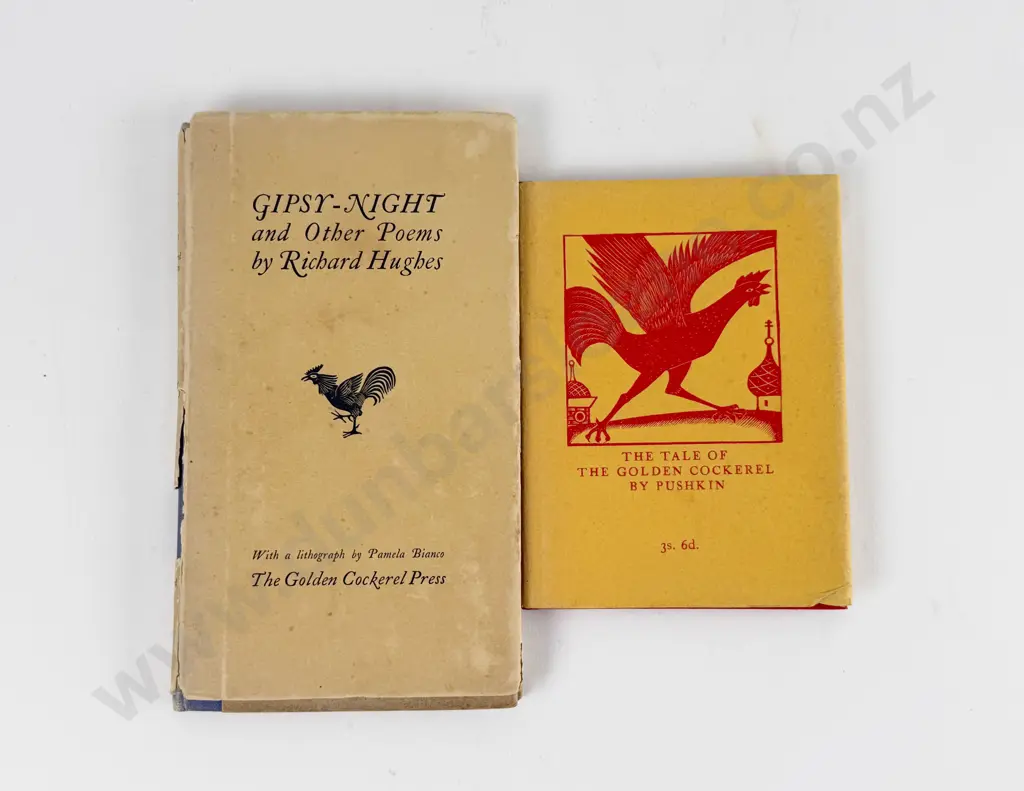 GIPSY-NIGHT
and Other Poems
by Richard Hughes
With a lithograph by Pamela Bianco
The Golden Cockerel Press
THE TALE OF
THE GOLDEN COCKEREL
BY PUSHKIN
3s. 6d.